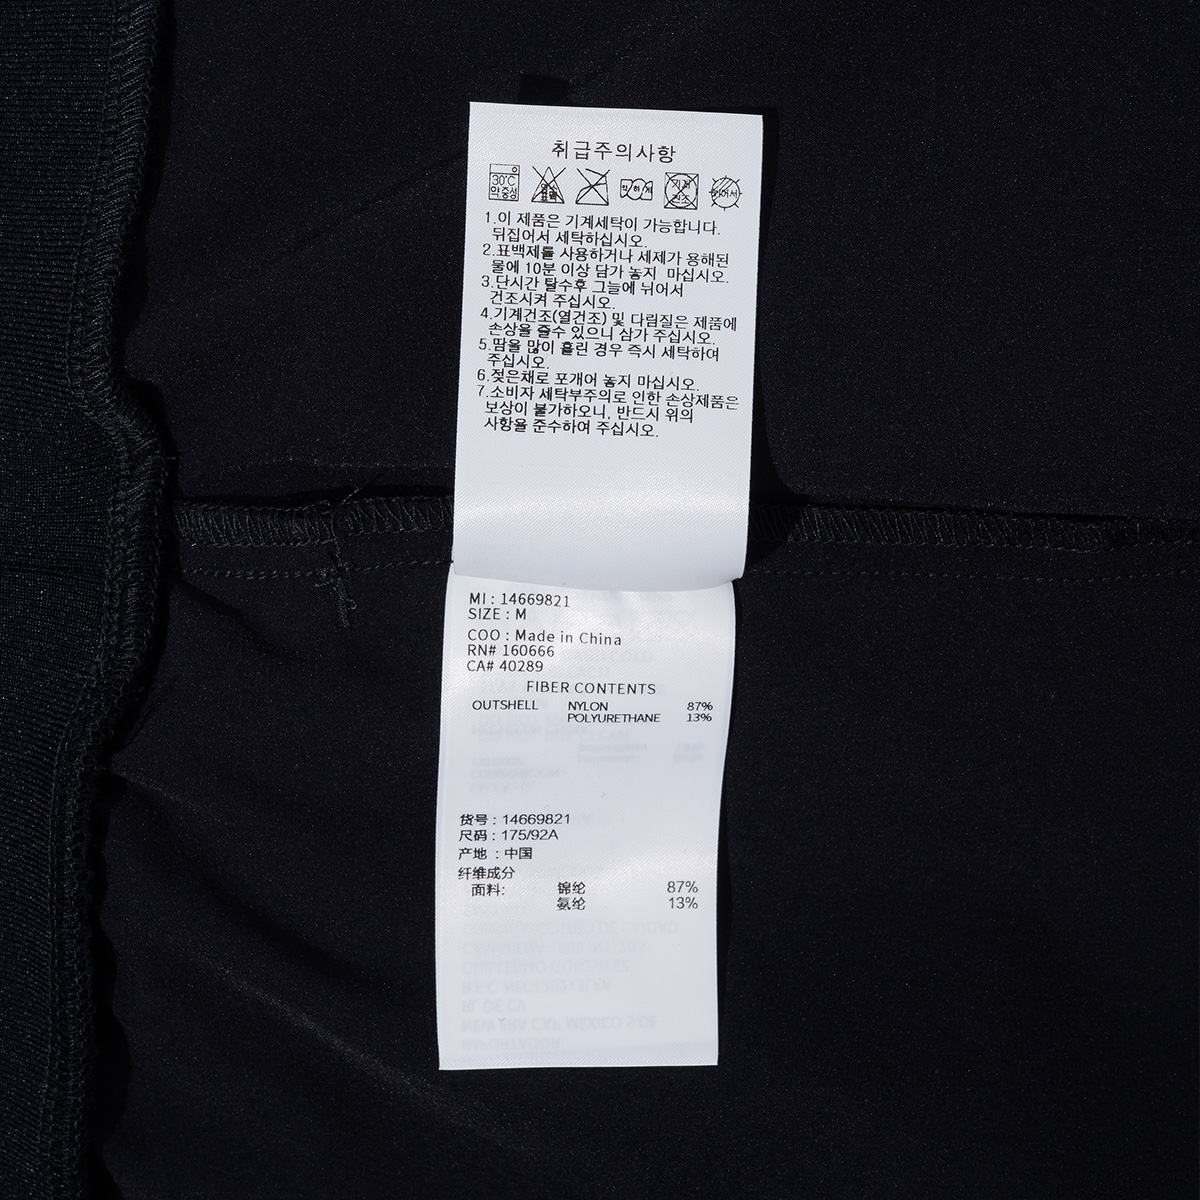 취급주의사항
30℃
약중성
1.이 제품은 기계세탁이 가능합니다.
뒤집어서 세탁하십시오.
2.표백제를 사용하거나 세제가 용해된
물에 10분 이상 담가 놓지 마십시오.
3.단시간 탈수후 그늘에 뉘어서
건조시켜 주십시오.
4.기계건조(열건조) 및 다림질은 제품에
손상을 줄수 있으니 삼가 주십시오.
5.땀을 많이 흘린 경우 즉시 세탁하여
주십시오.
6.젖은채로 포개어 놓지 마십시오.
7.소비자 세탁부주의로 인한 손상제품은
보상이 불가하오니, 반드시 위의
사항을 준수하여 주십시오.
MI : 14669821
SIZE : M
COO : Made in China
RN# 160666
CA# 40289
FIBER CONTENTS
OUTSHELL NYLON 87%
POLYURETHANE 13%
货号 : 14669821
尺码 : 175/92A
产地 : 中国
纤维成分
面料: 锦纶 87%
氨纶 13%